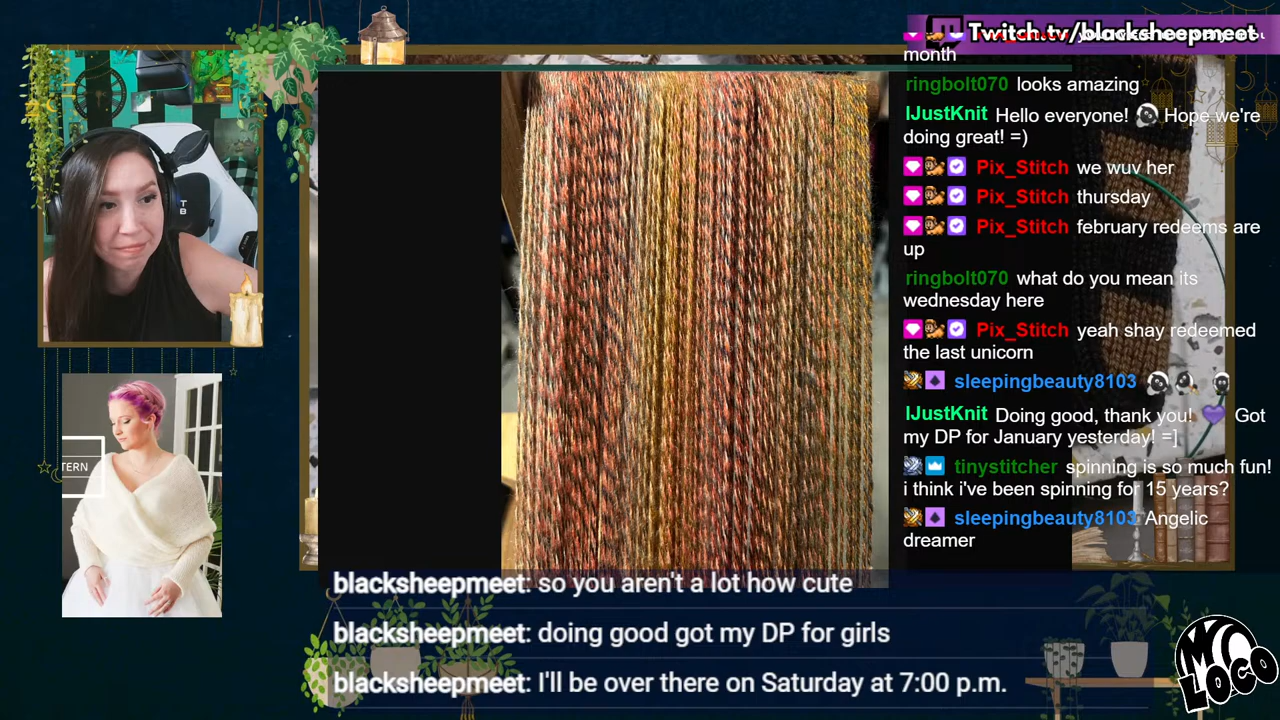 Twitch.tv/blacksheepmeet
month
ringbolt070 looks amazing
IJustKnit Hello everyone! Hope we're
doing great! =)
Pix_Stitch we wuv her
Pix_Stitch thursday
Pix_Stitch february redeems are
up
ringbolt070 what do you mean its
wednesday here
Pix_Stitch yeah shay redeemed
the last unicorn
sleepingbeauty8103
IJustKnit Doing good, thank you! Got
my DP for January yesterday! =]
tinystitcher spinning is so much fun!
i think i've been spinning for 15 years?
sleepingbeauty8103 Angelic
dreamer
TERN
blacksheepmeet: so you aren't a lot how cute
blacksheepmeet: doing good got my DP for girls
blacksheepmeet: I'll be over there on Saturday at 7:00 p.m.
MC
LOCO